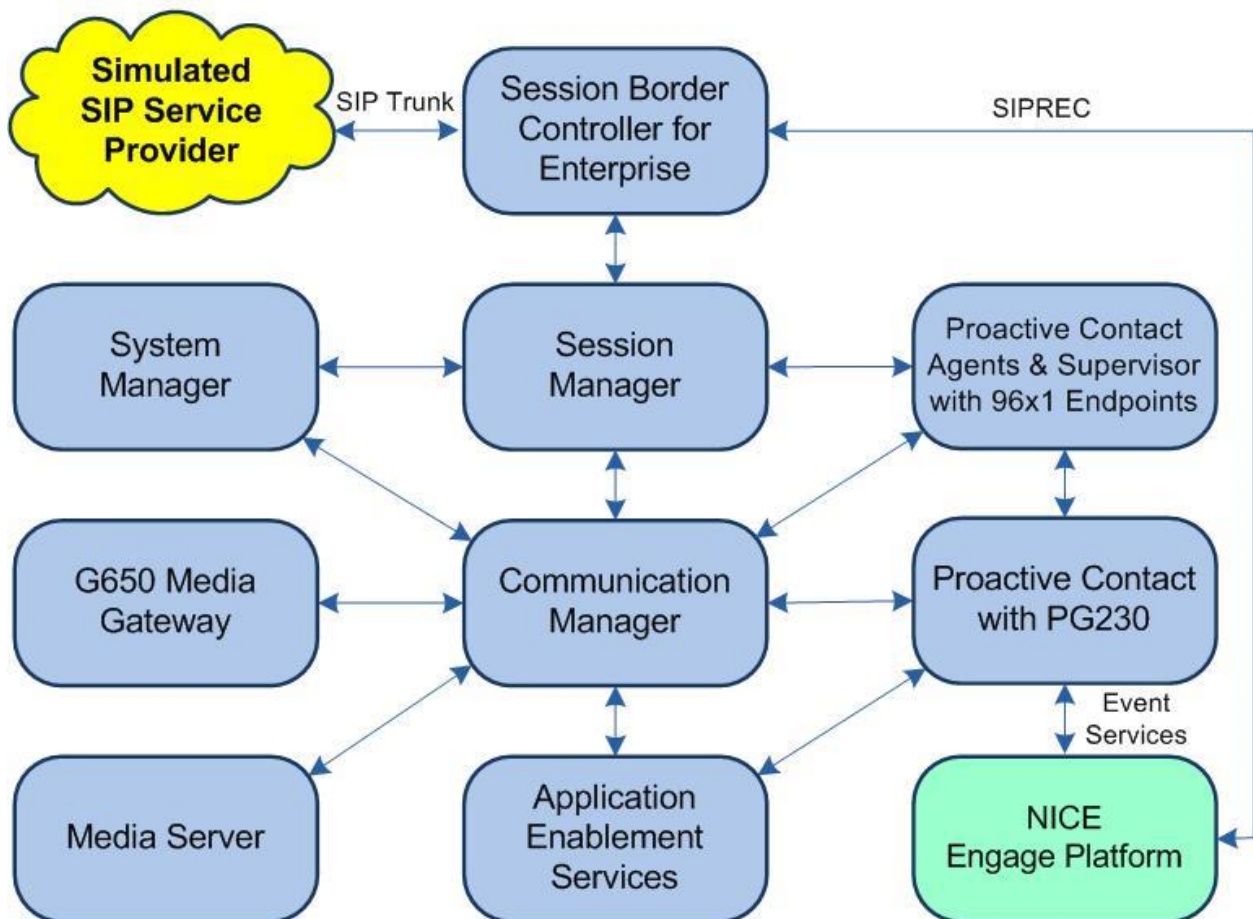 Simulated
SIP Service
Provider
SIP Trunk
Session Border
Controller for
Enterprise
SIPREC
System
Manager
Session
Manager
Proactive Contact
Agents & Supervisor
with 96x1 Endpoints
G650 Media
Gateway
Communication
Manager
Proactive Contact
with PG230
Event
Services
Media Server
Application
Enablement
Services
NICE
Engage Platform